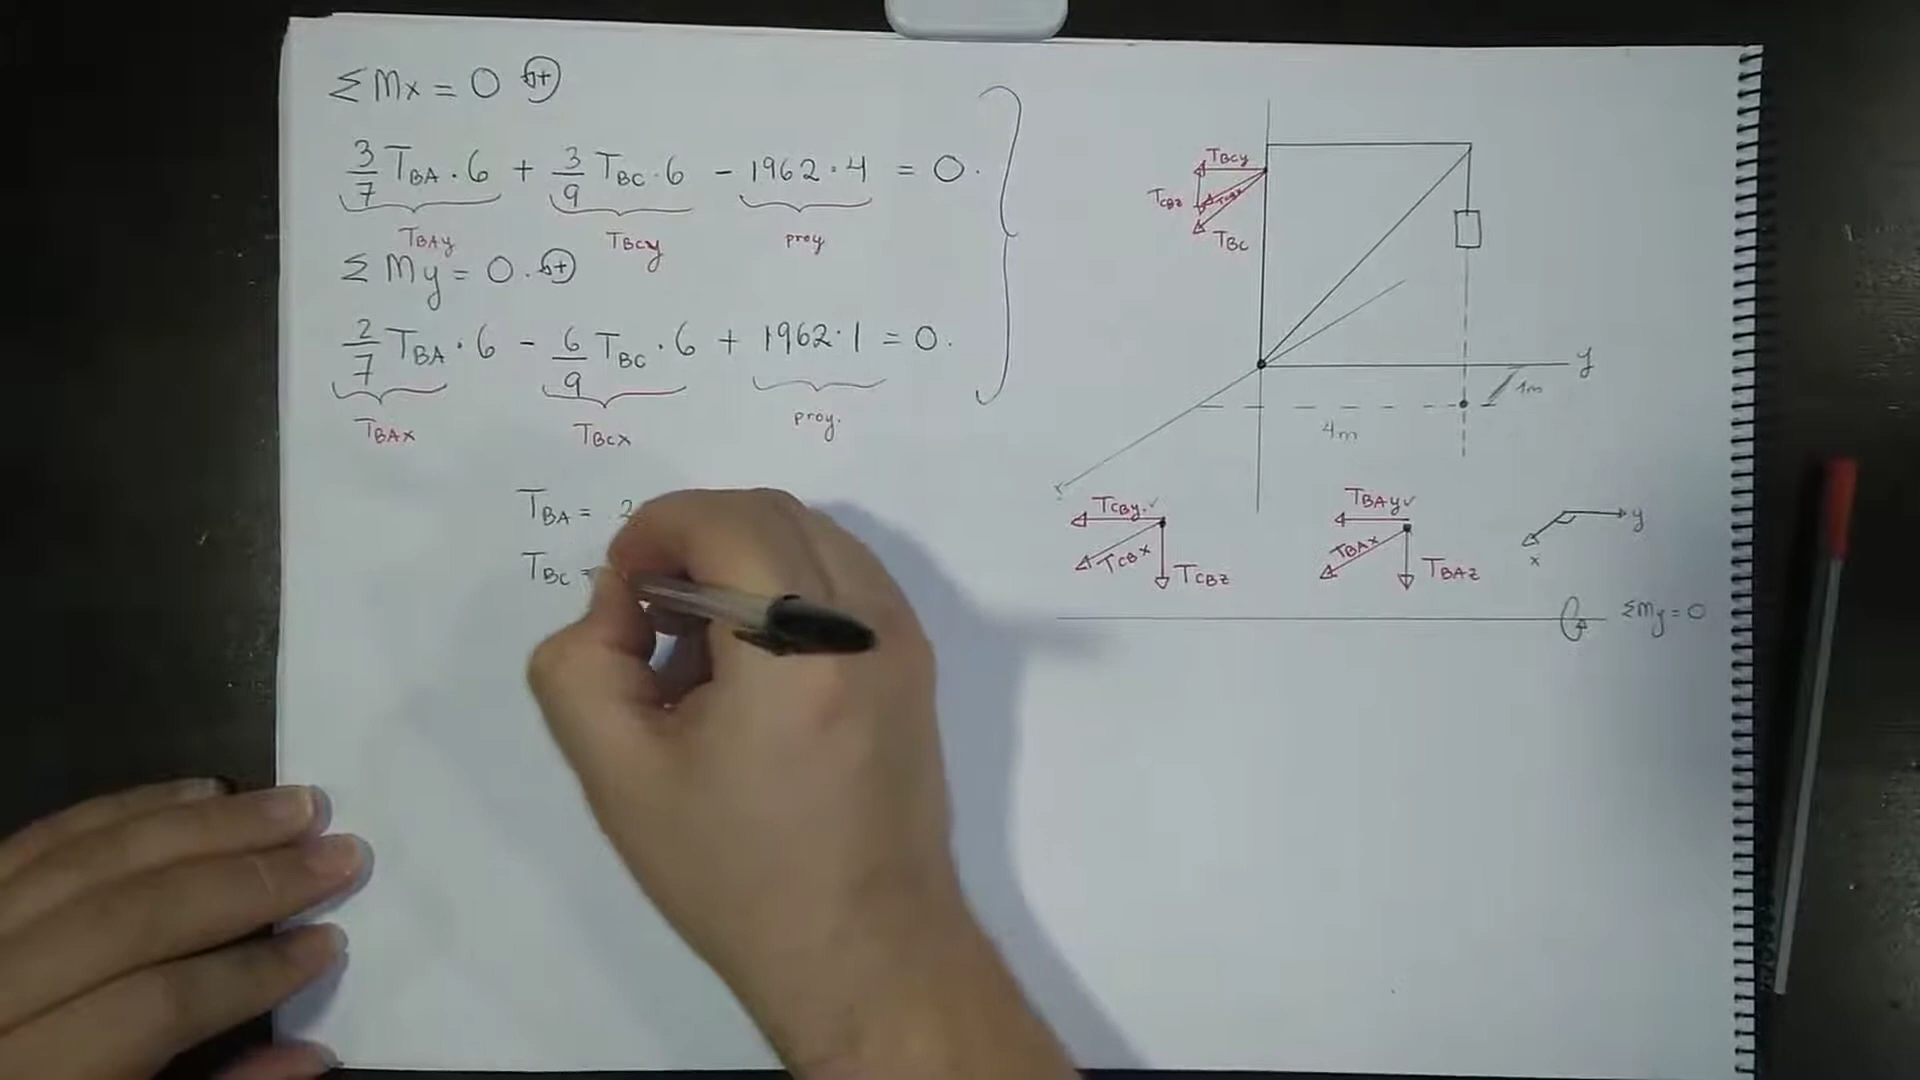 ΣMx = 0 ↺+
3/7 TBA · 6 + 3/9 TBC · 6 - 1962 · 4 = 0.
TBAy TBCy proy
ΣMy = 0. ↺+
2/7 TBA · 6 - 6/9 TBC · 6 + 1962 · 1 = 0.
TBAx TBCx proy.
TBA = 2
TBC =
TBCy
TCBz
TBC
y
1m
4m
x
TCBy. ✓
TCBx
TCBz
TBAy ✓
TBAx
TBAz
y
x
ΣMy = 0